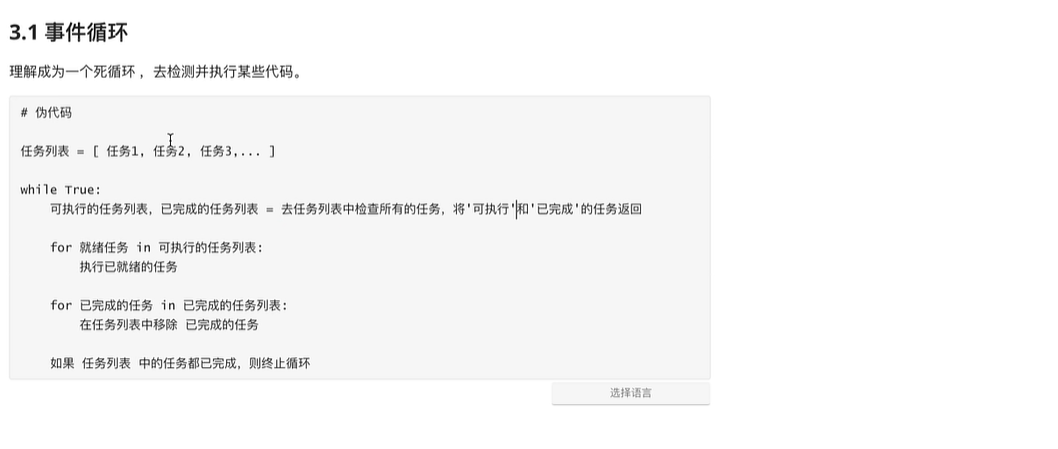 3.1 事件循环
理解成为一个死循环 ，去检测并执行某些代码。
# 伪代码
任务列表 = [ 任务1, 任务2, 任务3,... ]
while True:
可执行的任务列表，已完成的任务列表 = 去任务列表中检查所有的任务，将'可执行'和'已完成'的任务返回
for 就绪任务 in 可执行的任务列表:
执行已就绪的任务
for 已完成的任务 in 已完成的任务列表:
在任务列表中移除 已完成的任务
如果 任务列表 中的任务都已完成，则终止循环
选择语言